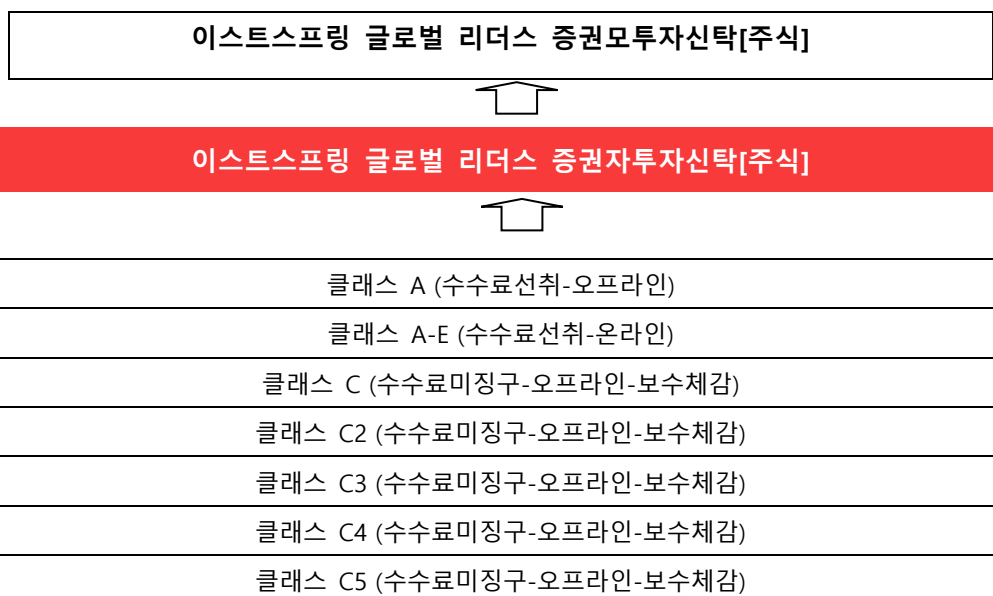 이스트스프링 글로벌 리더스 증권모투자신탁[주식]
이스트스프링 글로벌 리더스 증권자투자신탁[주식]
클래스 A (수수료선취-오프라인)
클래스 A-E (수수료선취-온라인)
클래스 C (수수료미징구-오프라인-보수체감)
클래스 C2 (수수료미징구-오프라인-보수체감)
클래스 C3 (수수료미징구-오프라인-보수체감)
클래스 C4 (수수료미징구-오프라인-보수체감)
클래스 C5 (수수료미징구-오프라인-보수체감)